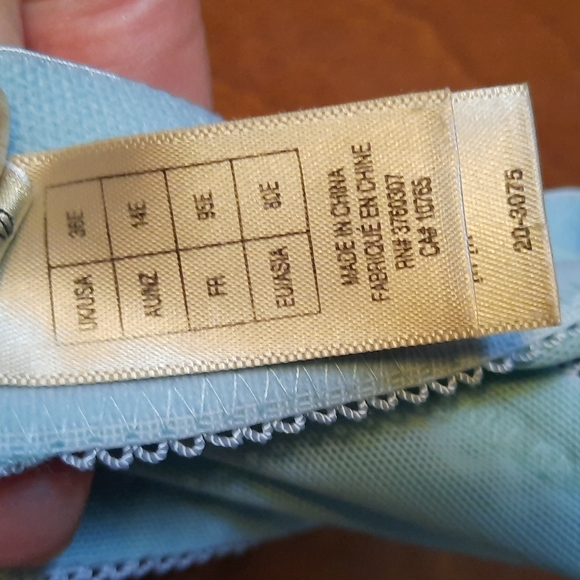 UK/USA 36E
AU/NZ 14E
FR 95E
EU/ASIA 80E
MADE IN CHINA
FABRIQUÉ EN CHINE
RN# 3760307
CA# 10765
20-3075